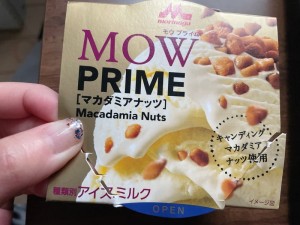 morinaga
モウ プライム
MOW
PRIME
[マカダミアナッツ]
Macadamia Nuts
キャンディング・
マカダミア
ナッツ使用
種類別 アイスミルク
イメージ写真
OPEN